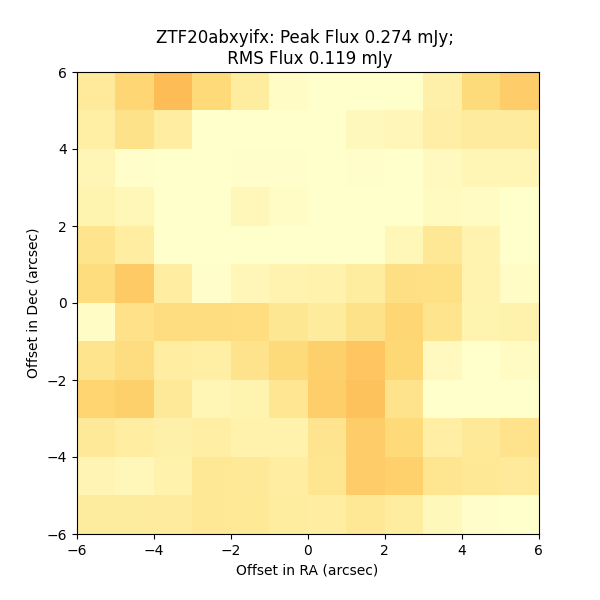 ZTF20abxyifx: Peak Flux 0.274 mJy;
RMS Flux 0.119 mJy
6
4
2
0
−2
−4
−6
Offset in Dec (arcsec)
−6 −4 −2 0 2 4 6
Offset in RA (arcsec)